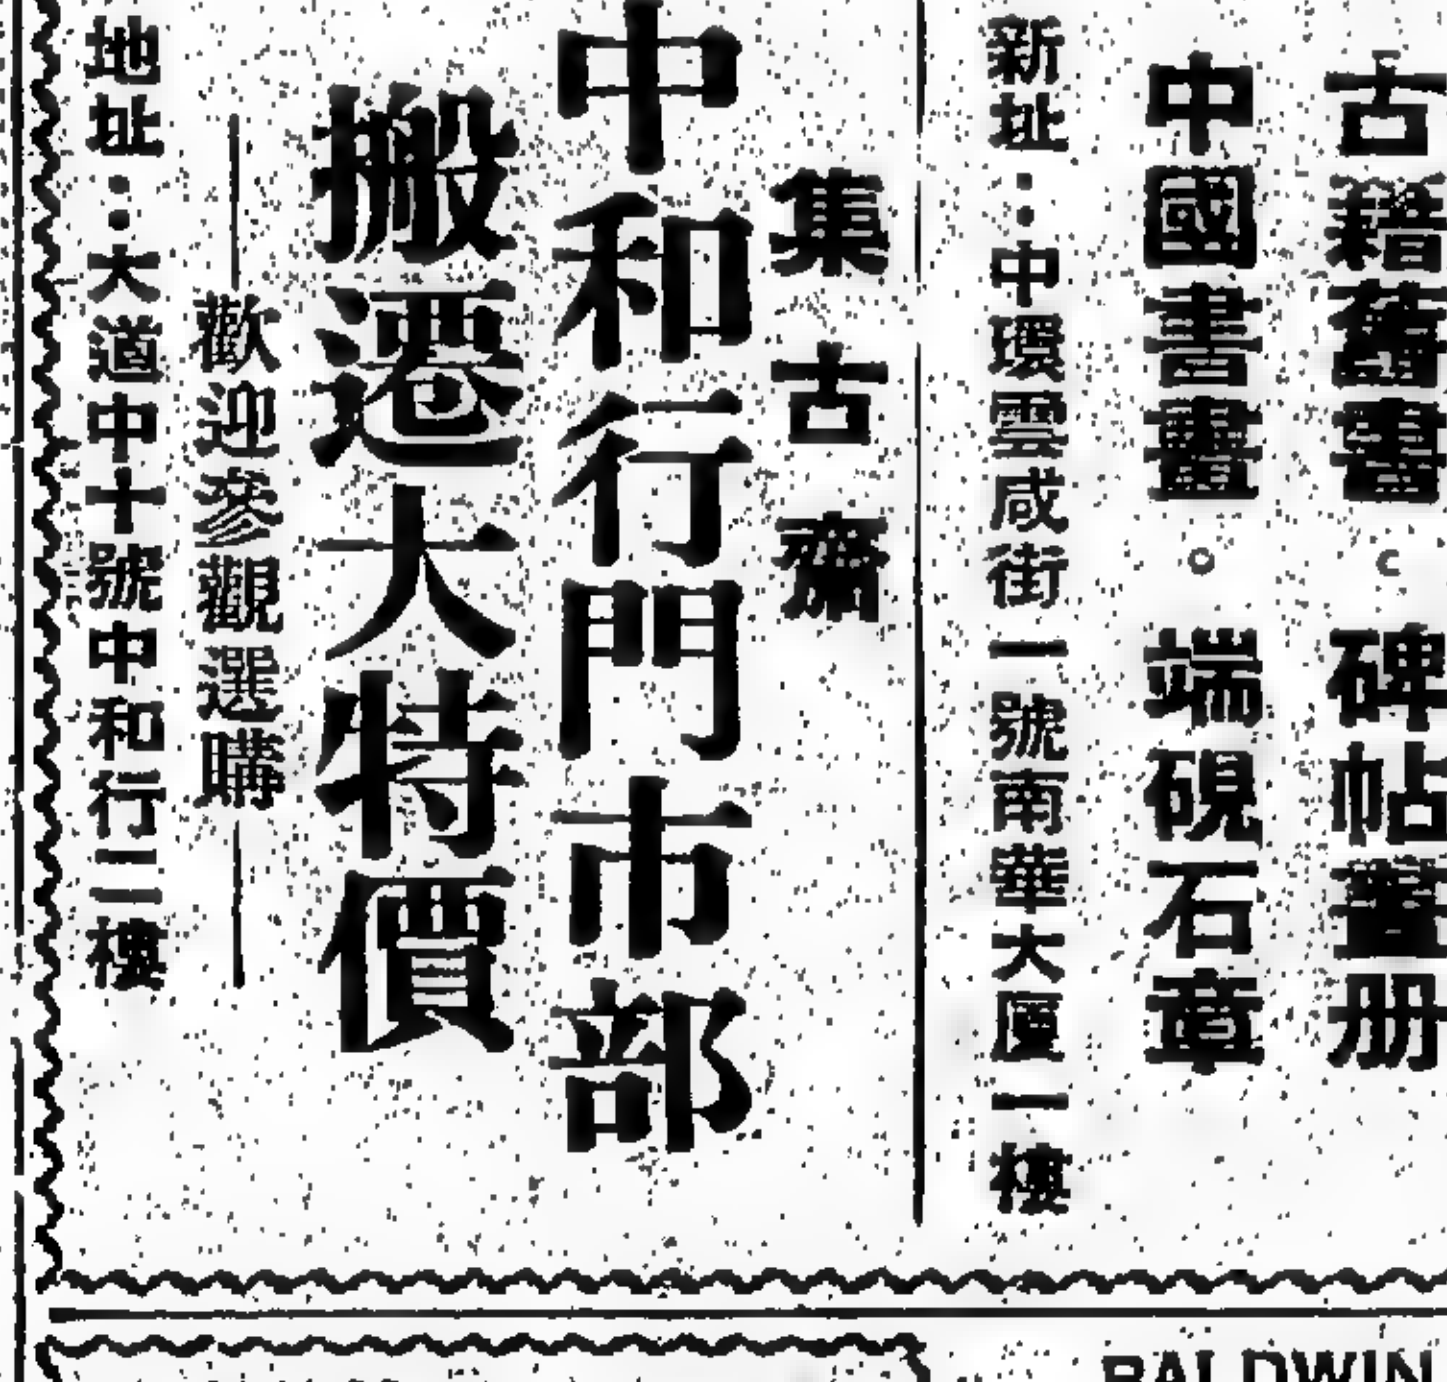 古籍舊書。碑帖畫册
中國書畫。端硯石章
新址：中環雲咸街一號南華大厦一樓
集古齋
中和行門市部
搬遷大特價
歡迎參觀選購
地址：大道中十號中和行二樓
BALDWIN